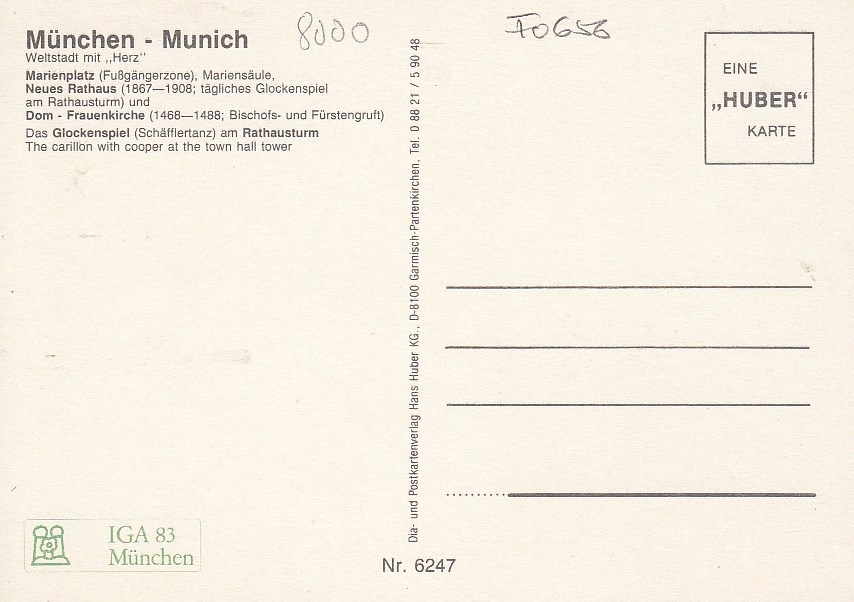 München - Munich
Weltstadt mit „Herz"
Marienplatz (Fußgängerzone), Mariensäule,
Neues Rathaus (1867—1908; tägliches Glockenspiel
am Rathausturm) und
Dom - Frauenkirche (1468—1488; Bischofs- und Fürstengruft)
Das Glockenspiel (Schäfflertanz) am Rathausturm
The carillon with cooper at the town hall tower
8000
F0656
EINE
„HUBER"
KARTE
Dia- und Postkartenverlag Hans Huber KG., D-8100 Garmisch-Partenkirchen, Tel. 0 88 21 / 5 90 48
IGA 83
München
Nr. 6247